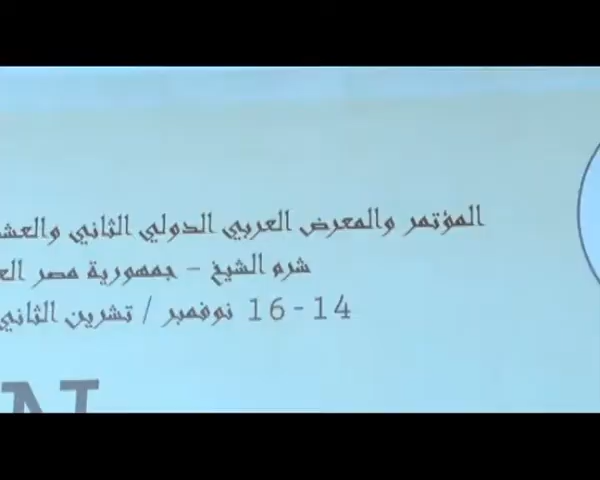 المؤتمر والمعرض العربي الدولي الثاني
شرم الشيخ - جمهورية مصر
14-16 نوفمبر / تشرين الثاني
N